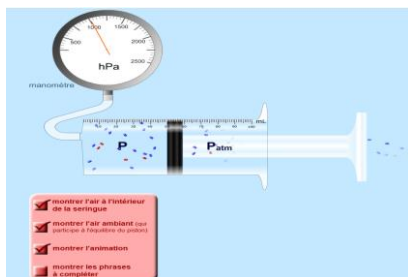 500
1000
1500
2000
2500
hPa
manomètre
mL
P
Patm
montrer l'air à l'intérieur
de la seringue
montrer l'air ambiant (qui
participe à l'équilibre du piston)
montrer l'animation
montrer les phrases
à compléter